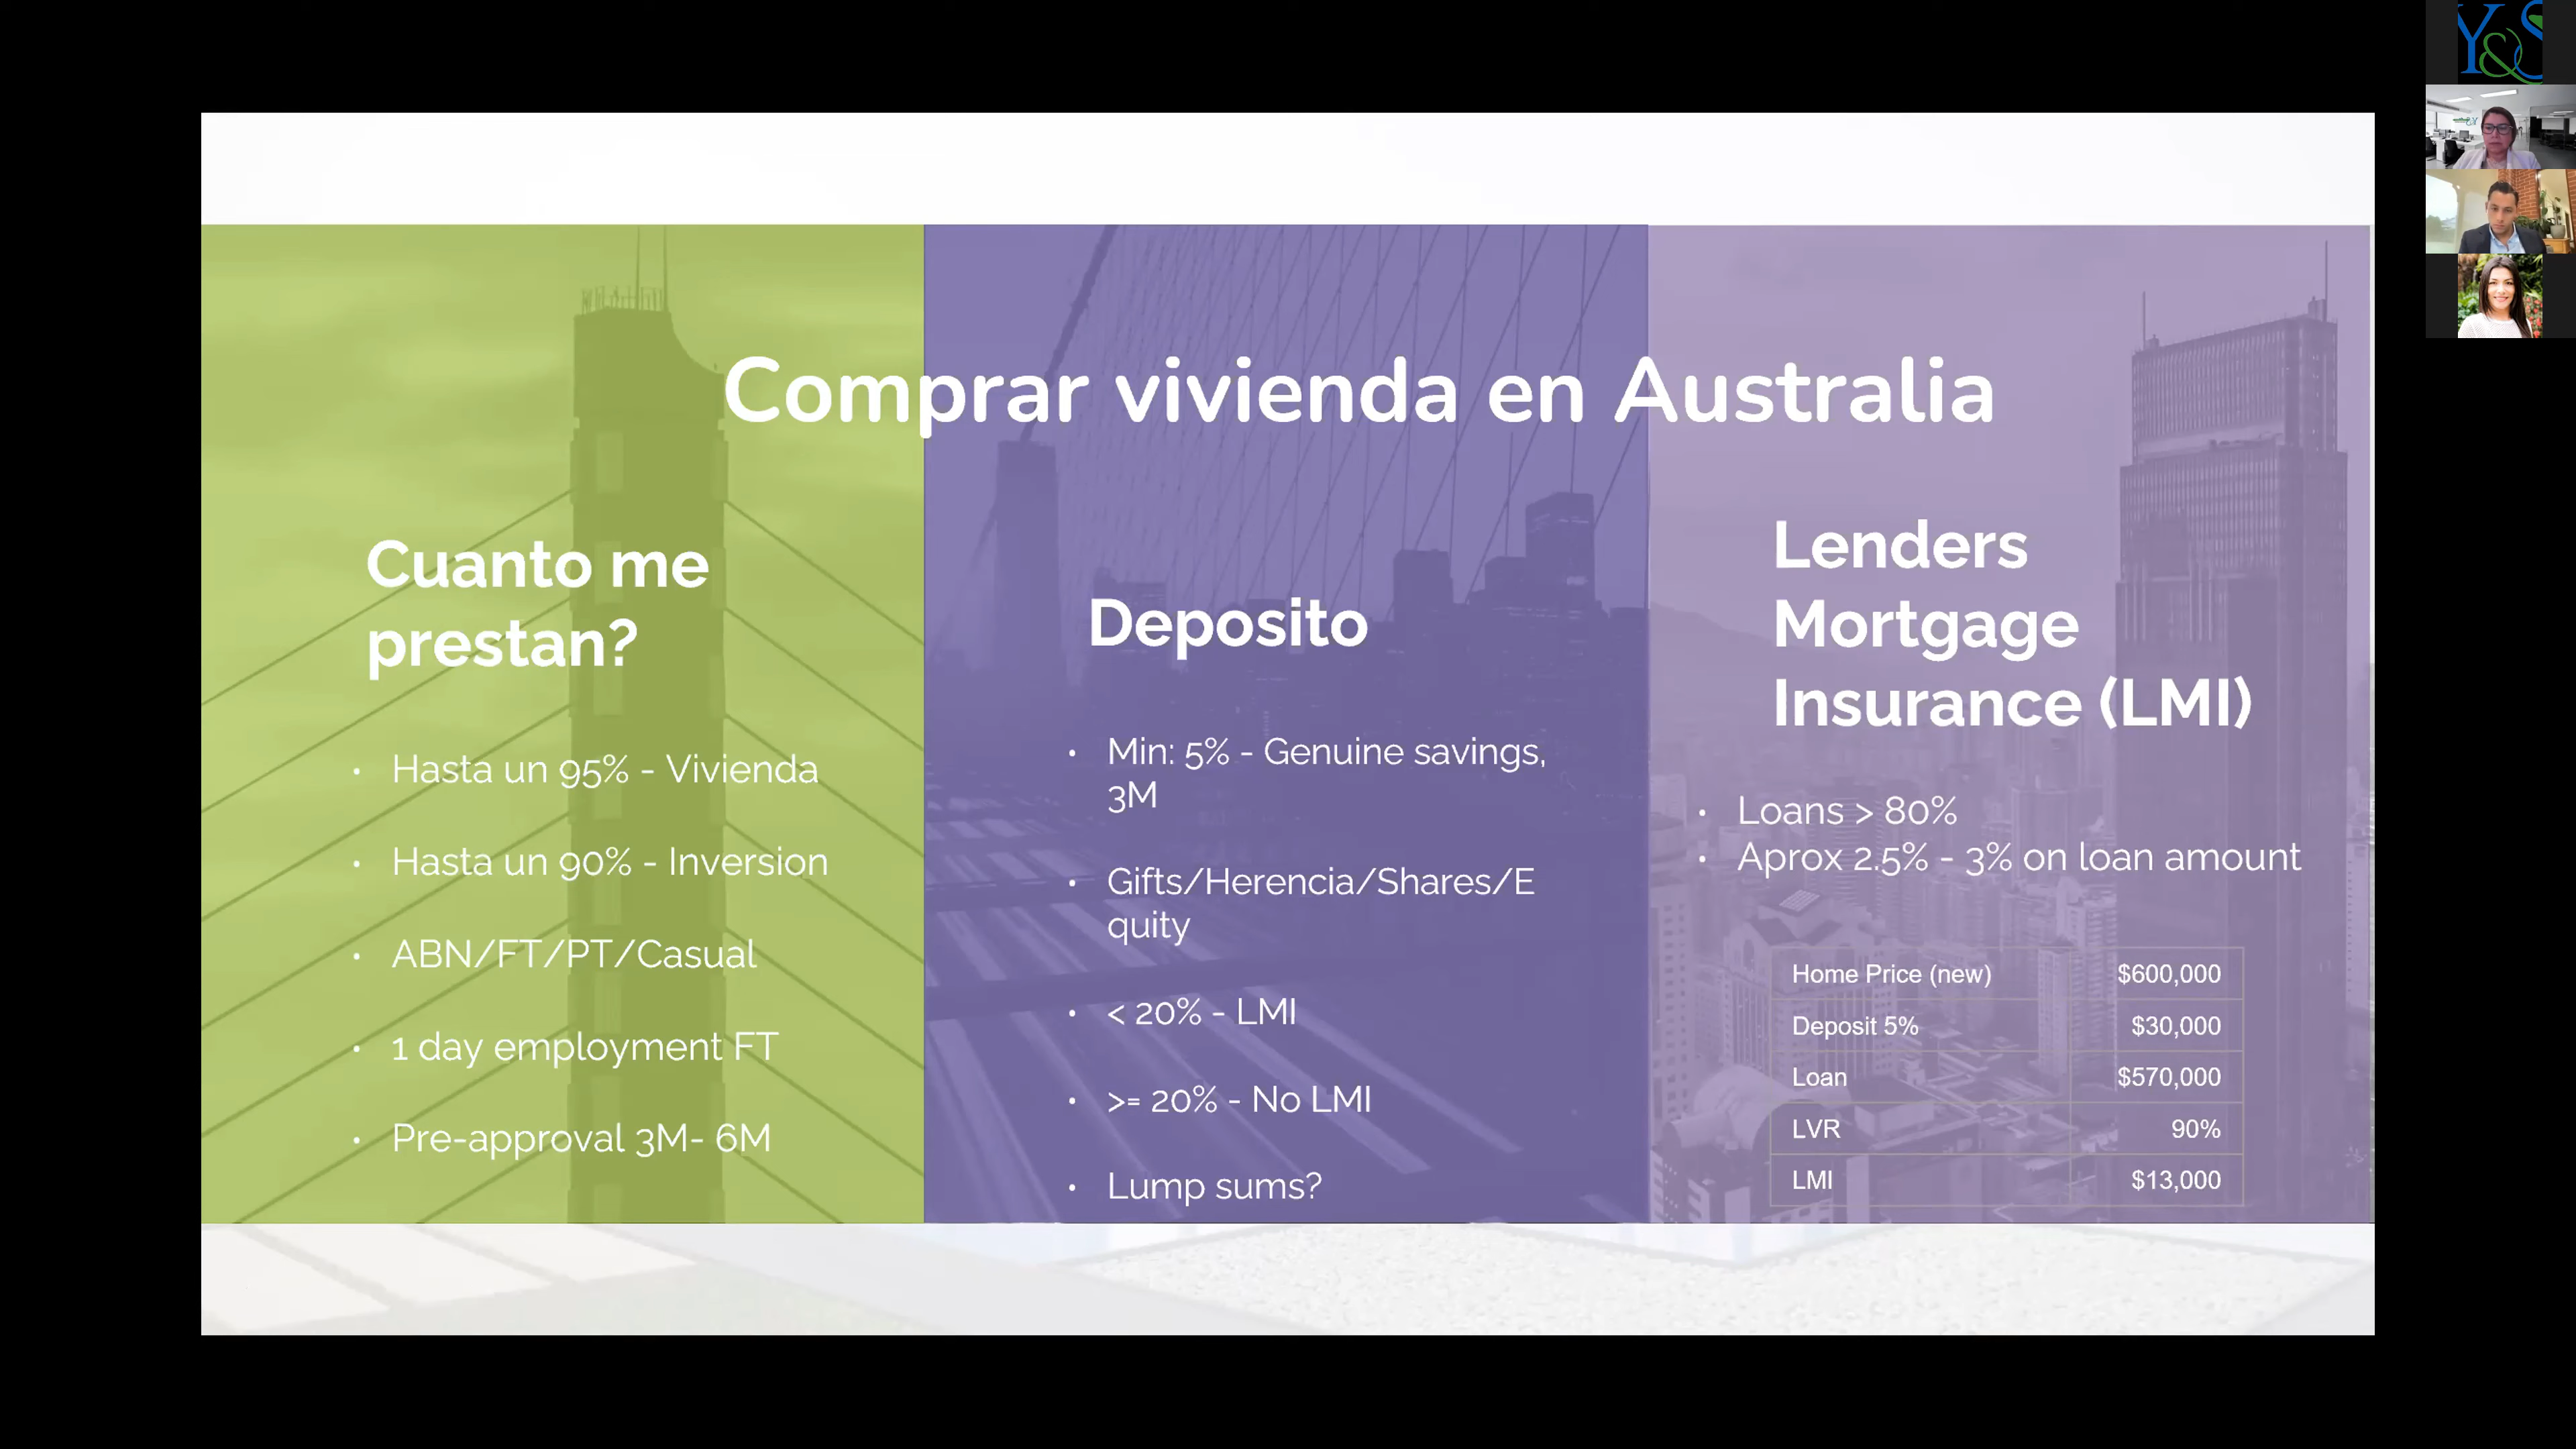 Y&S
Comprar vivienda en Australia
Cuanto me
prestan?
• Hasta un 95% - Vivienda
• Hasta un 90% - Inversion
• ABN/FT/PT/Casual
• 1 day employment FT
• Pre-approval 3M- 6M
Deposito
• Min: 5% - Genuine savings,
3M
• Gifts/Herencia/Shares/E
quity
• < 20% - LMI
• >= 20% - No LMI
• Lump sums?
Lenders
Mortgage
Insurance (LMI)
• Loans > 80%
• Aprox 2.5% - 3% on loan amount
Home Price (new) $600,000
Deposit 5% $30,000
Loan $570,000
LVR 90%
LMI $13,000